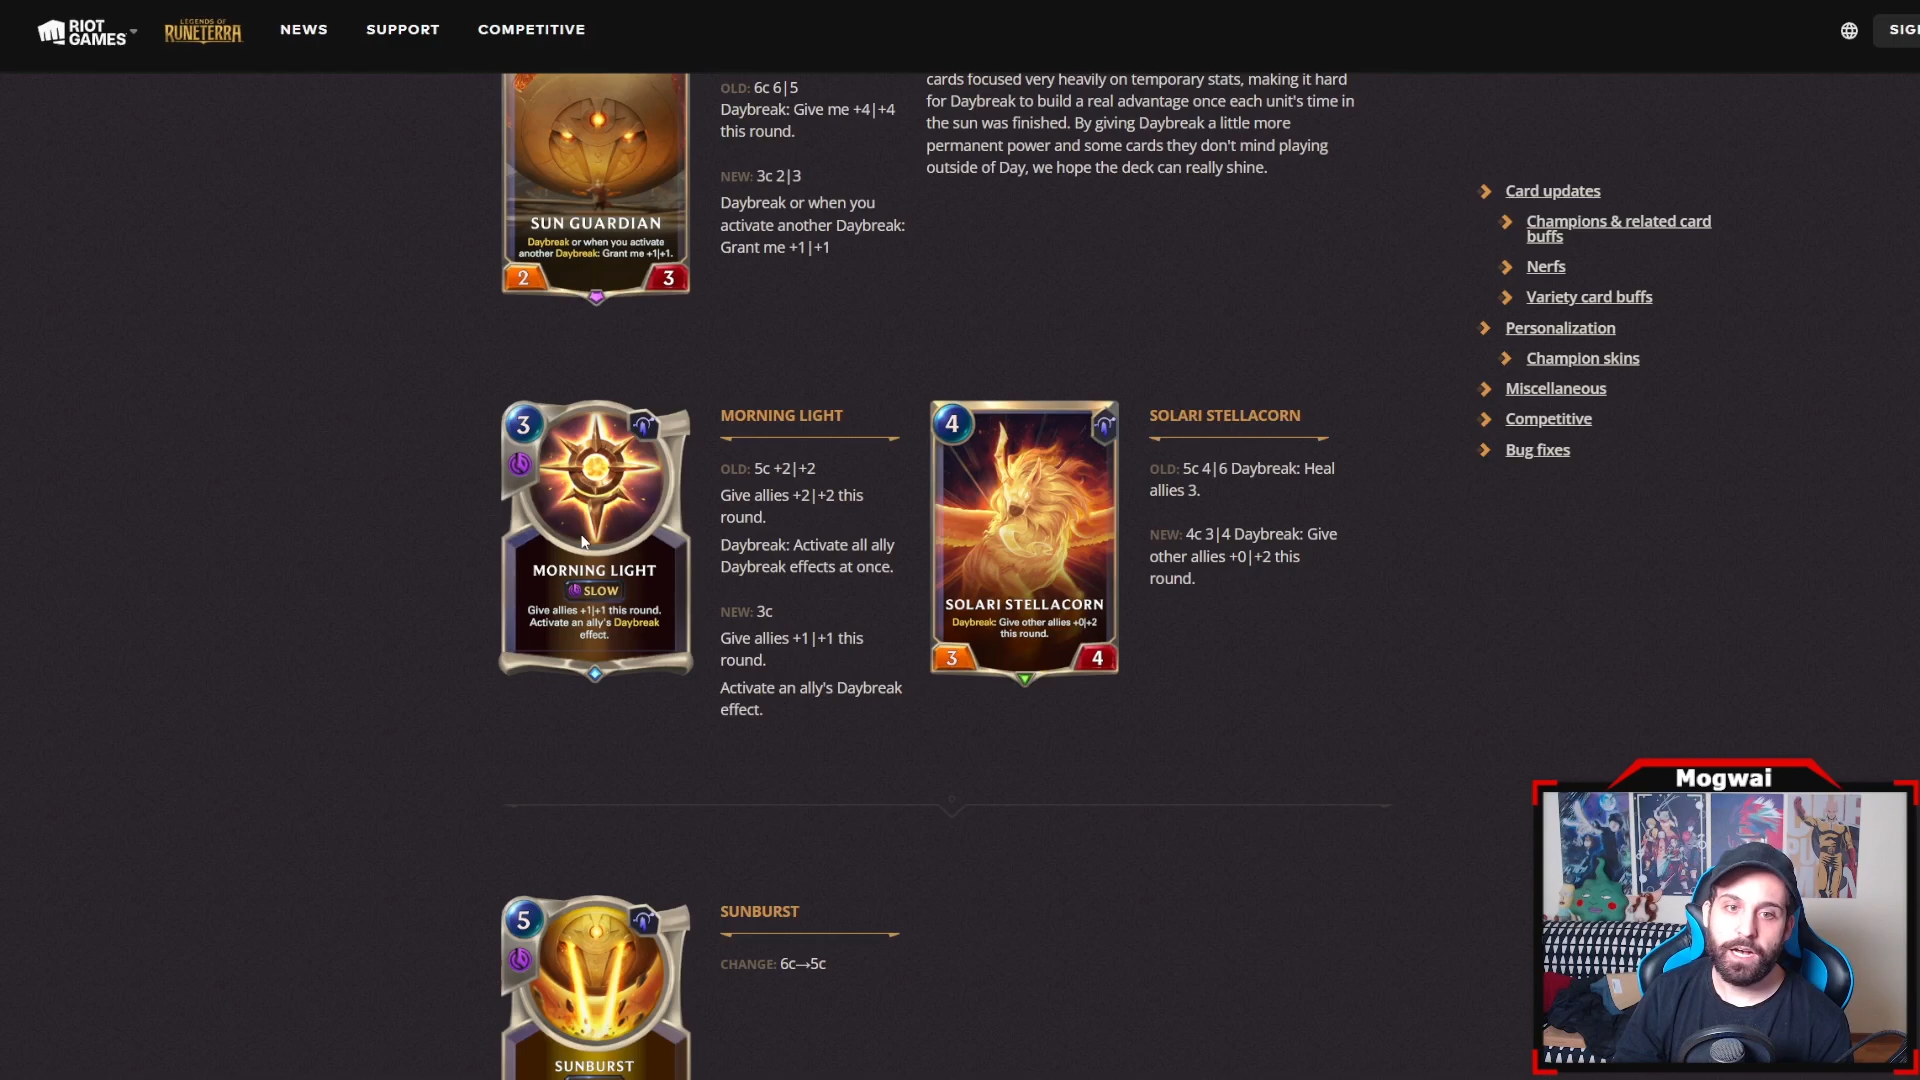 RIOT
GAMES
LEGENDS OF
RUNETERRA
NEWS
SUPPORT
COMPETITIVE
SIG
SUN GUARDIAN
Daybreak or when you activate
another Daybreak: Grant me +1|+1.
2
3
OLD: 6c 6|5
Daybreak: Give me +4|+4
this round.
NEW: 3c 2|3
Daybreak or when you
activate another Daybreak:
Grant me +1|+1
cards focused very heavily on temporary stats, making it hard
for Daybreak to build a real advantage once each unit's time in
the sun was finished. By giving Daybreak a little more
permanent power and some cards they don't mind playing
outside of Day, we hope the deck can really shine.
Card updates
Champions & related card
buffs
Nerfs
Variety card buffs
Personalization
Champion skins
Miscellaneous
Competitive
Bug fixes
3
MORNING LIGHT
SLOW
Give allies +1|+1 this round.
Activate an ally's Daybreak
effect.
MORNING LIGHT
OLD: 5c +2|+2
Give allies +2|+2 this
round.
Daybreak: Activate all ally
Daybreak effects at once.
NEW: 3c
Give allies +1|+1 this
round.
Activate an ally's Daybreak
effect.
4
SOLARI STELLACORN
Daybreak: Give other allies +0|+2
this round.
3
4
SOLARI STELLACORN
OLD: 5c 4|6 Daybreak: Heal
allies 3.
NEW: 4c 3|4 Daybreak: Give
other allies +0|+2 this
round.
5
SUNBURST
SUNBURST
CHANGE: 6c→5c
Mogwai